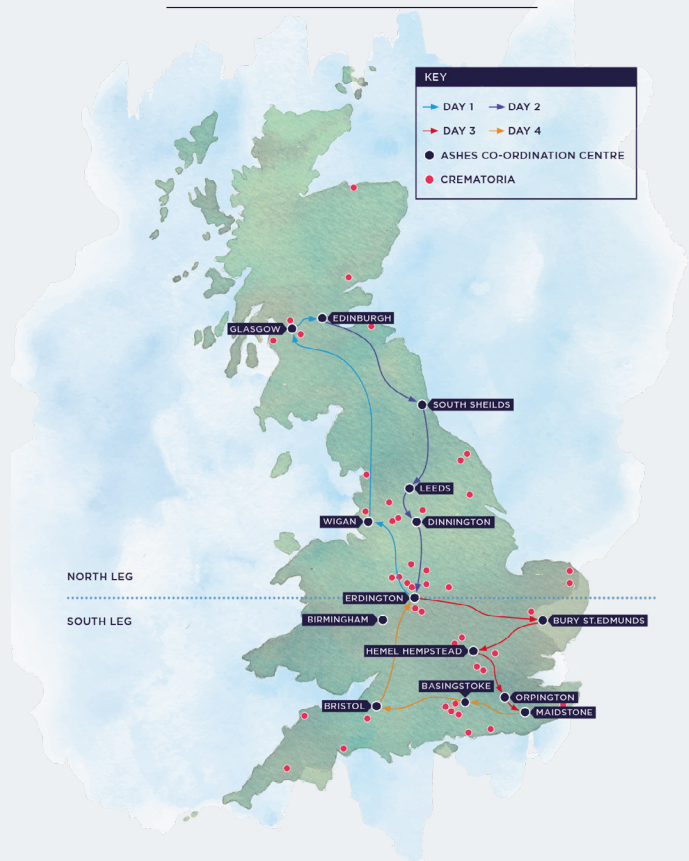 KEY
DAY 1 DAY 2
DAY 3 DAY 4
ASHES CO-ORDINATION CENTRE
CREMATORIA
EDINBURGH
GLASGOW
SOUTH SHEILDS
LEEDS
WIGAN
DINNINGTON
NORTH LEG
ERDINGTON
SOUTH LEG
BIRMINGHAM
BURY ST.EDMUNDS
HEMEL HEMPSTEAD
BASINGSTOKE
ORPINGTON
BRISTOL
MAIDSTONE